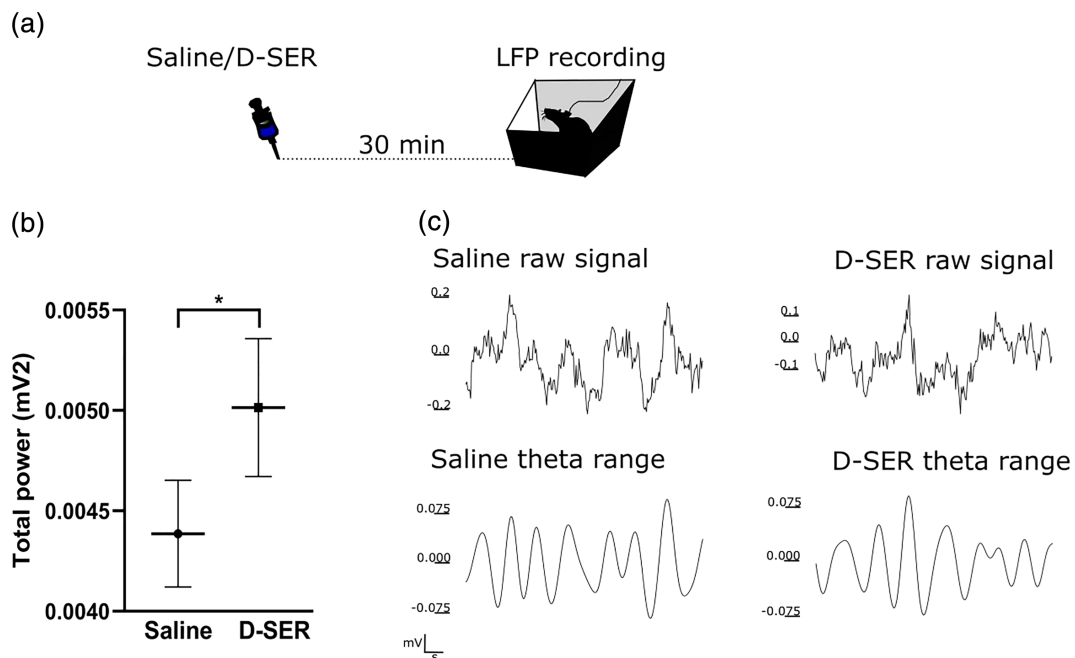 (a)
Saline/D-SER
LFP recording
30 min
(b)
Total power (mV2)
0.0055
0.0050
0.0045
0.0040
*
Saline
D-SER
(c)
Saline raw signal
0.2
0.0
-0.2
D-SER raw signal
0.1
0.0
-0.1
Saline theta range
0.075
0.000
-0.075
mV
s
D-SER theta range
0.075
0.000
-0.075